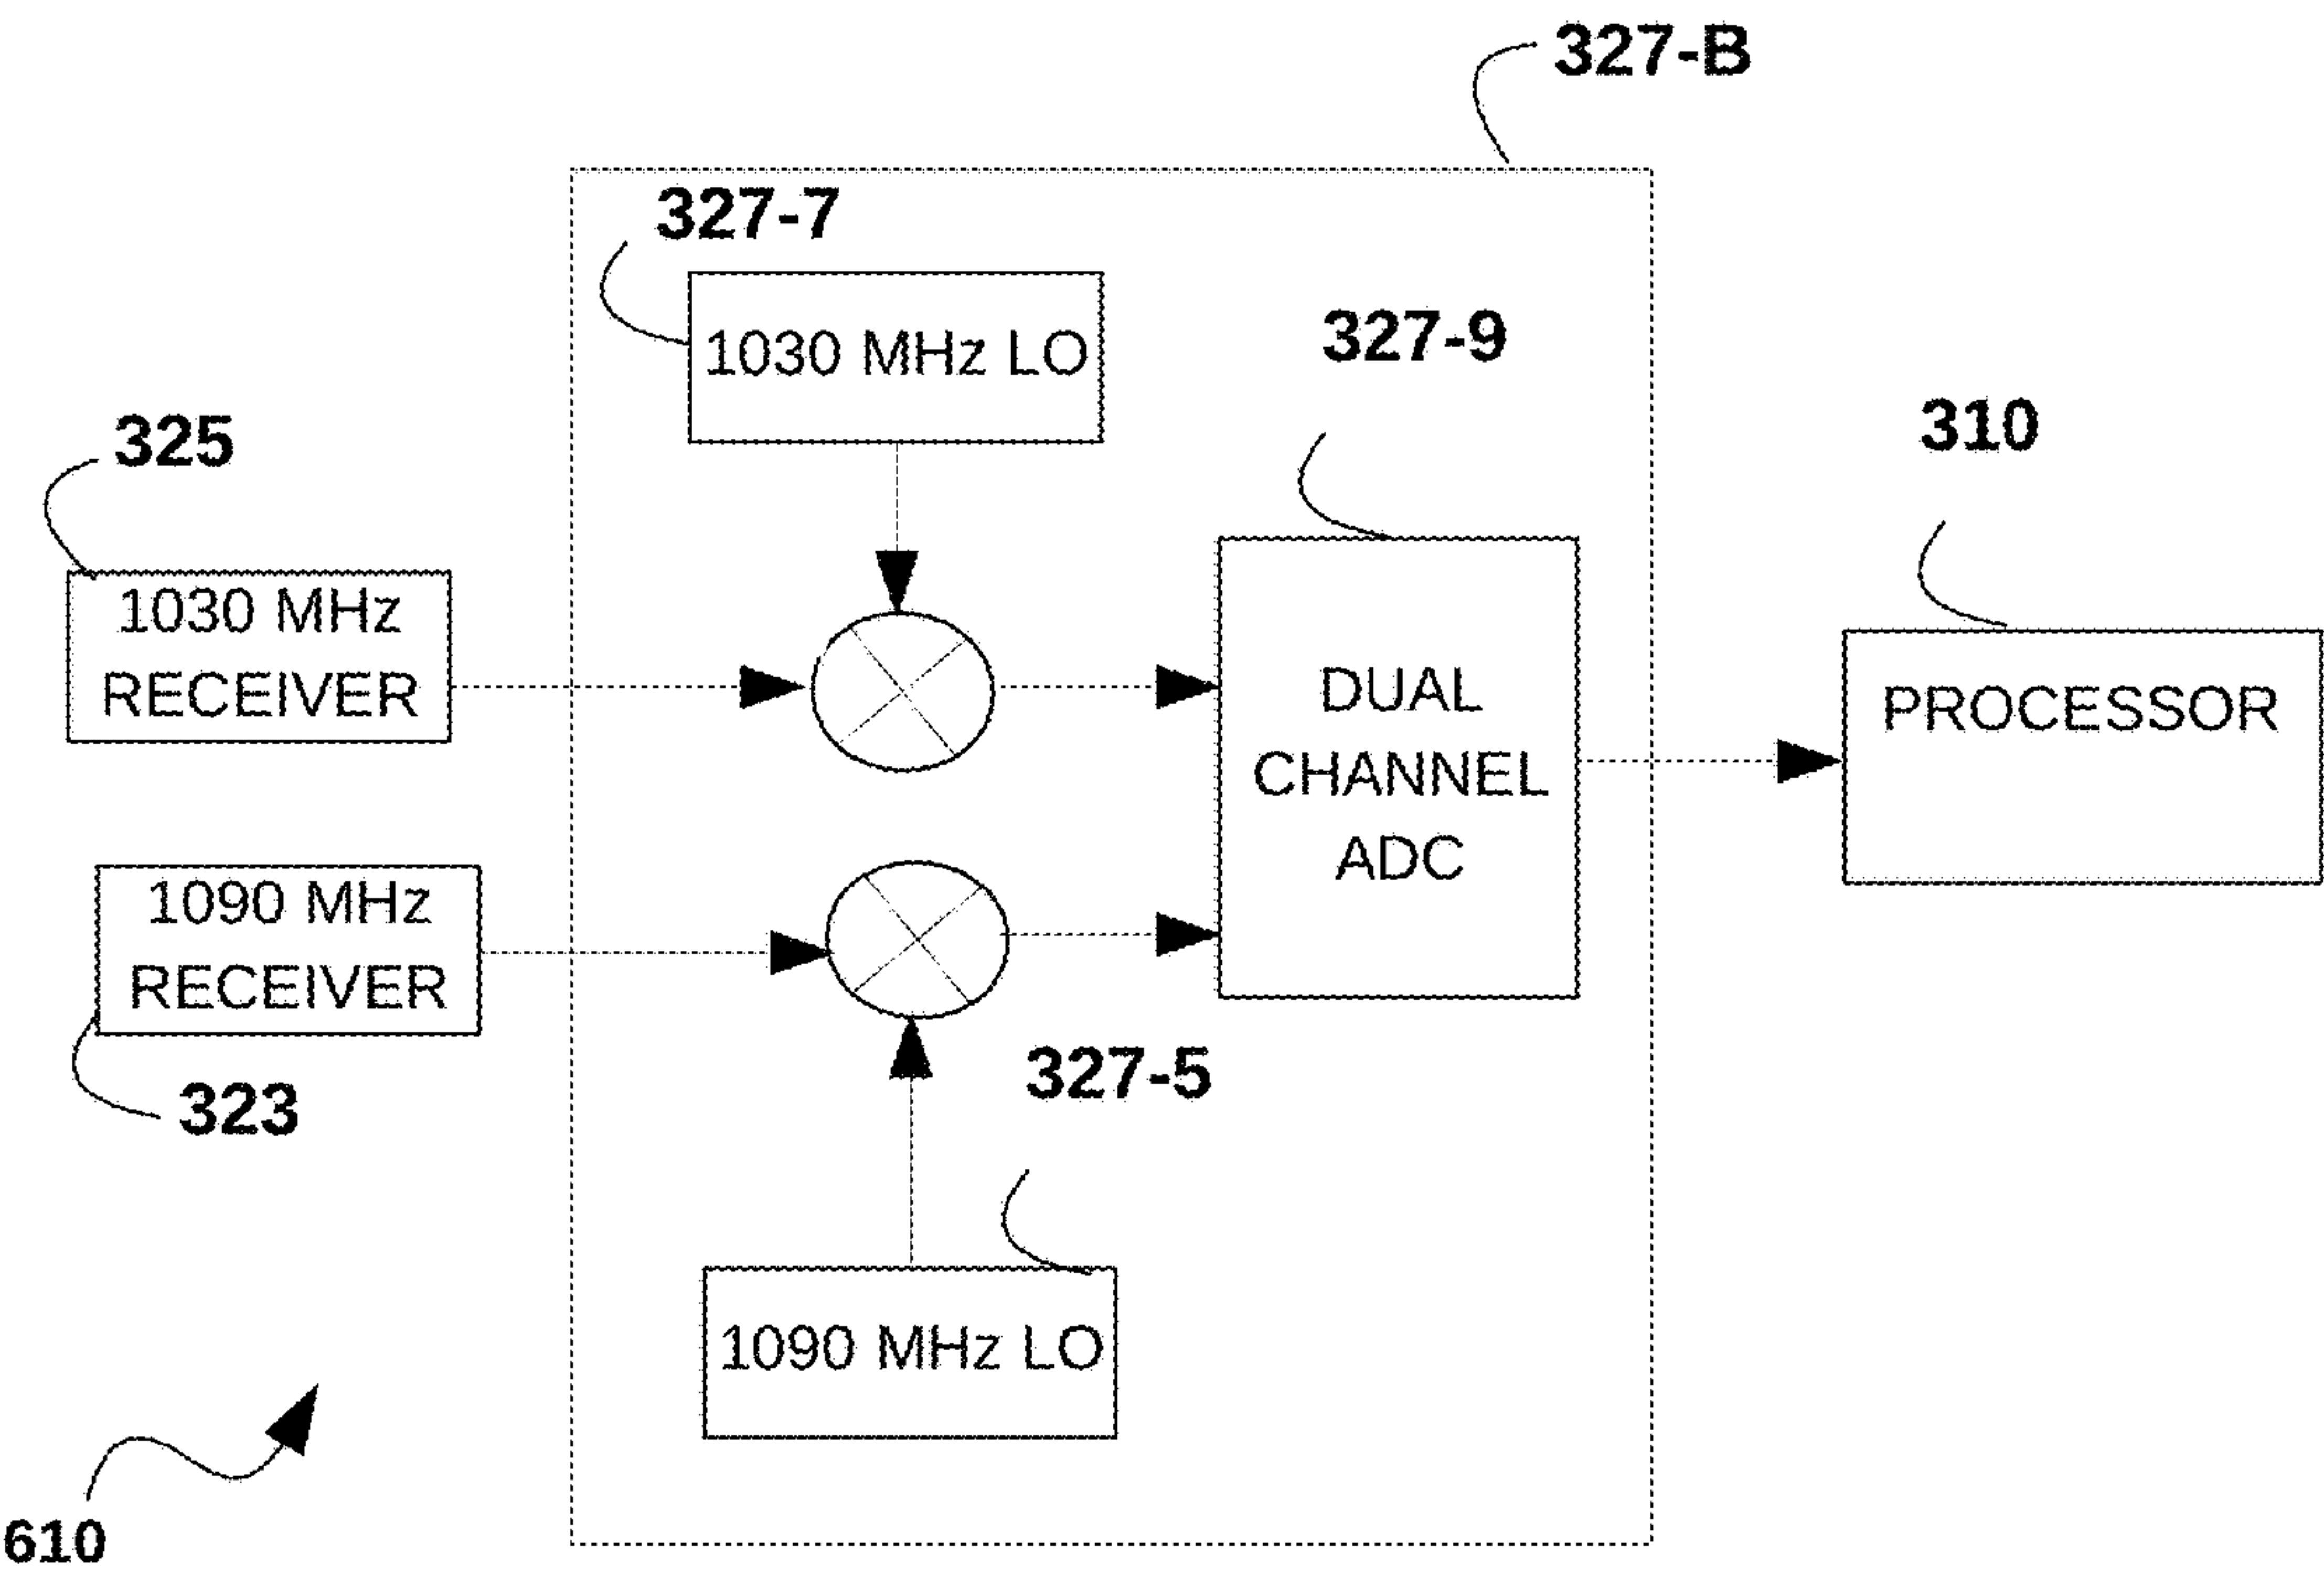 327-B
327-7
1030 MHz LO
327-9
325
310
1030 MHz
RECEIVER
DUAL
CHANNEL
ADC
PROCESSOR
1090 MHz
RECEIVER
323
327-5
1090 MHz LO
610